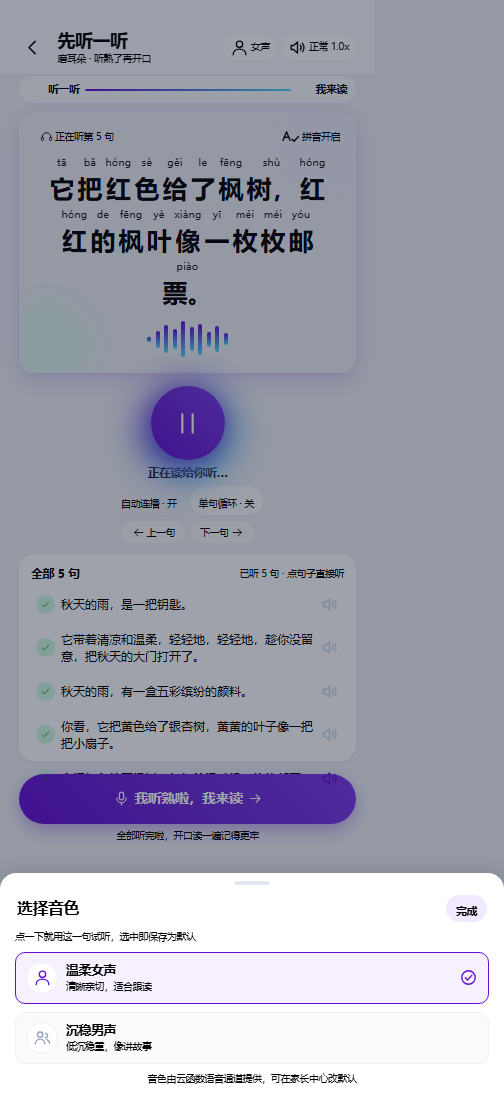 先听一听
磨耳朵 · 听熟了再开口
女声
正常 1.0x
听一听
我来读
正在听第 5 句
拼音开启
tā bǎ hóng sè gěi le fēng shù hóng
它把红色给了枫树，红
hóng de fēng yè xiàng yī méi méi yóu
红的枫叶像一枚枚邮
piào
票。
正在读给你听...
自动连播 · 开
单句循环 · 关
← 上一句
下一句 →
全部 5 句
已听 5 句 · 点句子直接听
秋天的雨，是一把钥匙。
它带着清凉和温柔，轻轻地，轻轻地，趁你没留
意，把秋天的大门打开了。
秋天的雨，有一盒五彩缤纷的颜料。
你看，它把黄色给了银杏树，黄黄的叶子像一把
把小扇子。
我听熟啦，我来读 →
全部听完啦，开口读一遍记得更牢
选择音色
完成
点一下就用这一句试听，选中即保存为默认
温柔女声
清晰亲切，适合跟读
沉稳男声
低沉稳重，像讲故事
音色由云函数语音通道提供，可在家长中心改默认